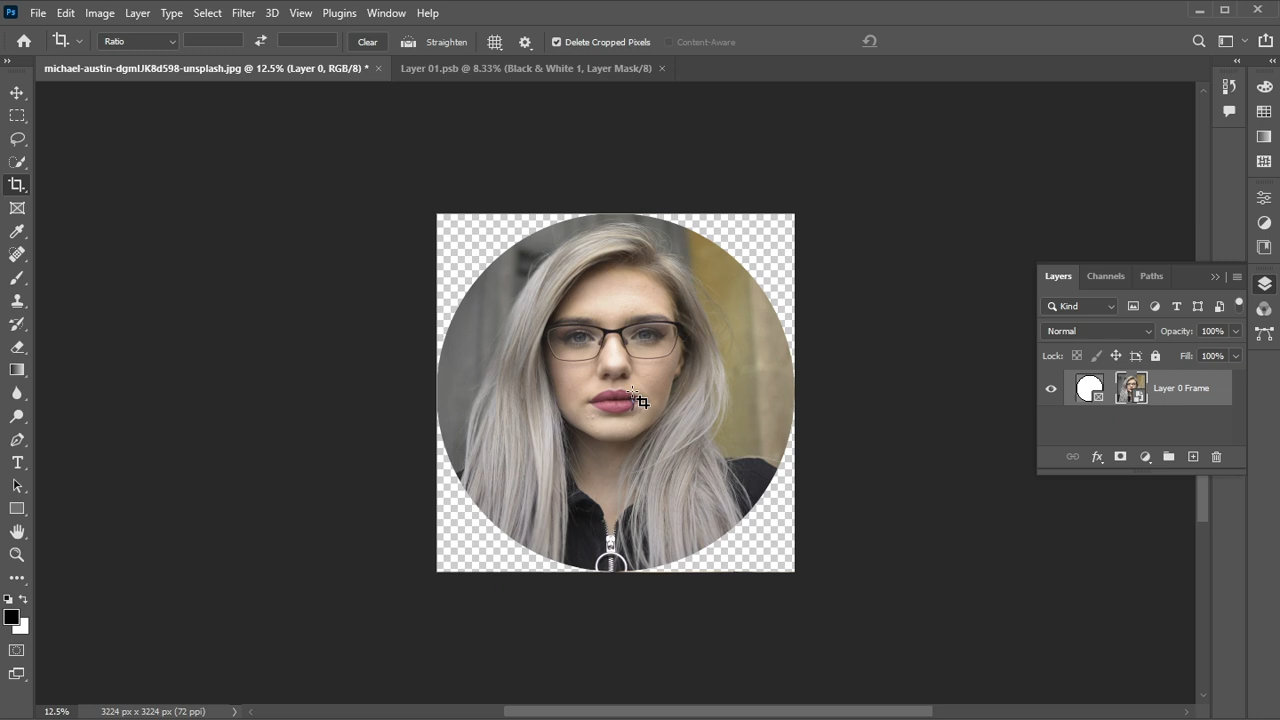 Ps File Edit Image Layer Type Select Filter 3D View Plugins Window Help
Ratio Clear Straighten Delete Cropped Pixels Content-Aware
michael-austin-dgmIJK8d598-unsplash.jpg @ 12.5% (Layer 0, RGB/8) * Layer 01.psb @ 8.33% (Black & White 1, Layer Mask/8)
Layers Channels Paths
Kind
Normal Opacity: 100%
Lock: Fill: 100%
Layer 0 Frame
12.5% 3224 px x 3224 px (72 ppi)